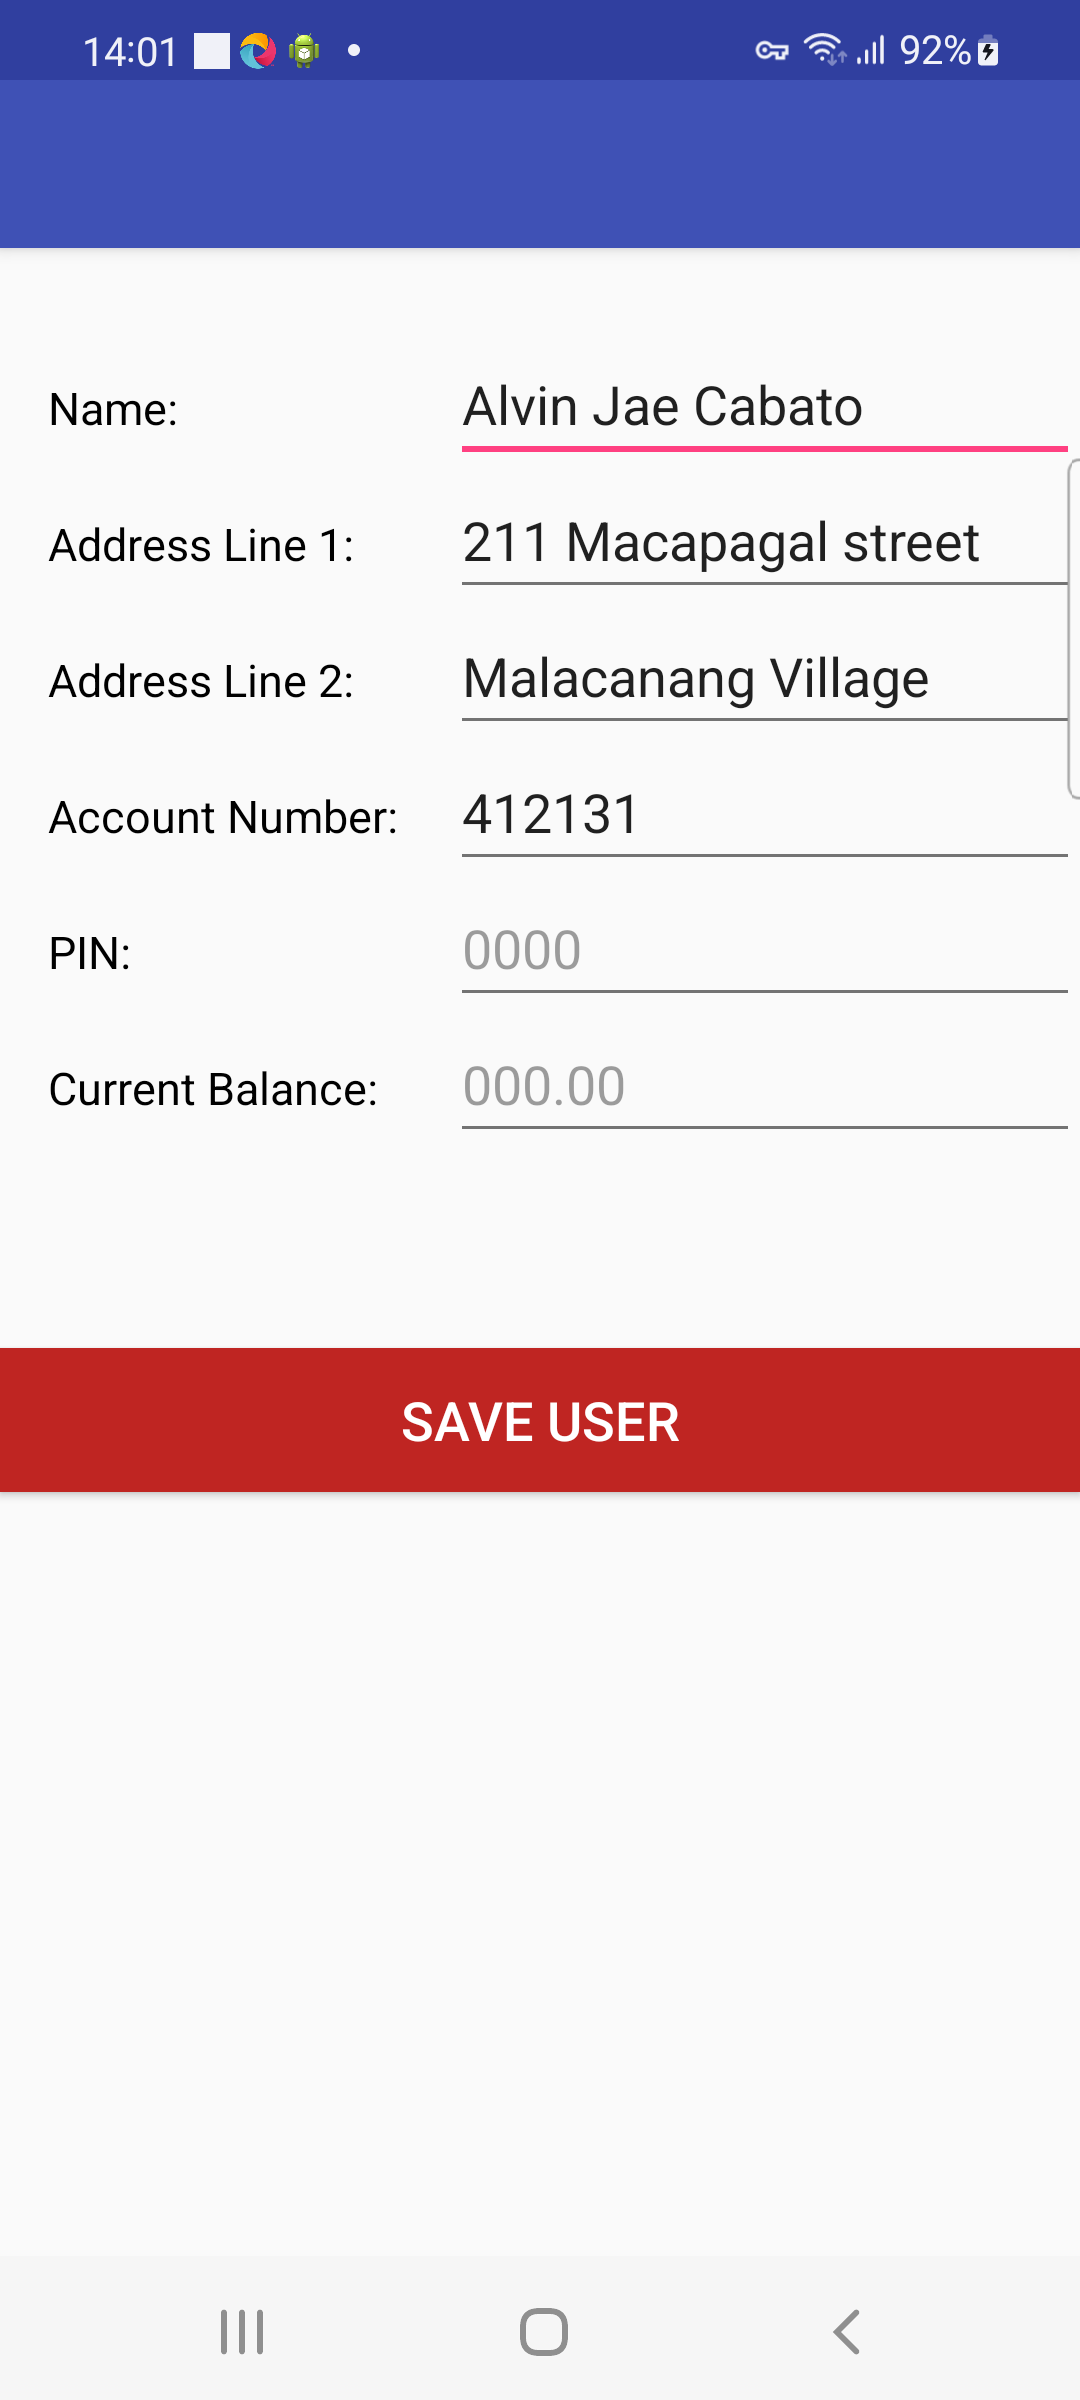 14:01 92%
Name: Alvin Jae Cabato
Address Line 1: 211 Macapagal street
Address Line 2: Malacanang Village
Account Number: 412131
PIN: 0000
Current Balance: 000.00
SAVE USER